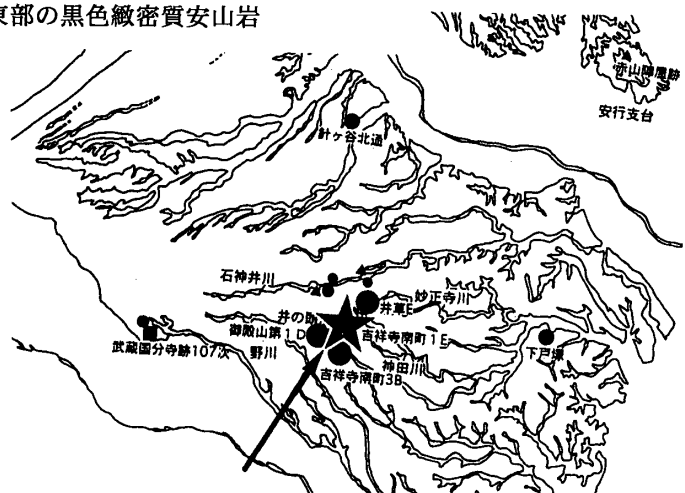 東部の黒色緻密質安山岩
赤山陣屋跡
安行支台
針ヶ谷北通
石神井川
妙正寺川
井草E
井の頭
御殿山第1D
吉祥寺南町1E
武蔵国分寺跡107次
野川
神田川
下戸塚
吉祥寺南町3B